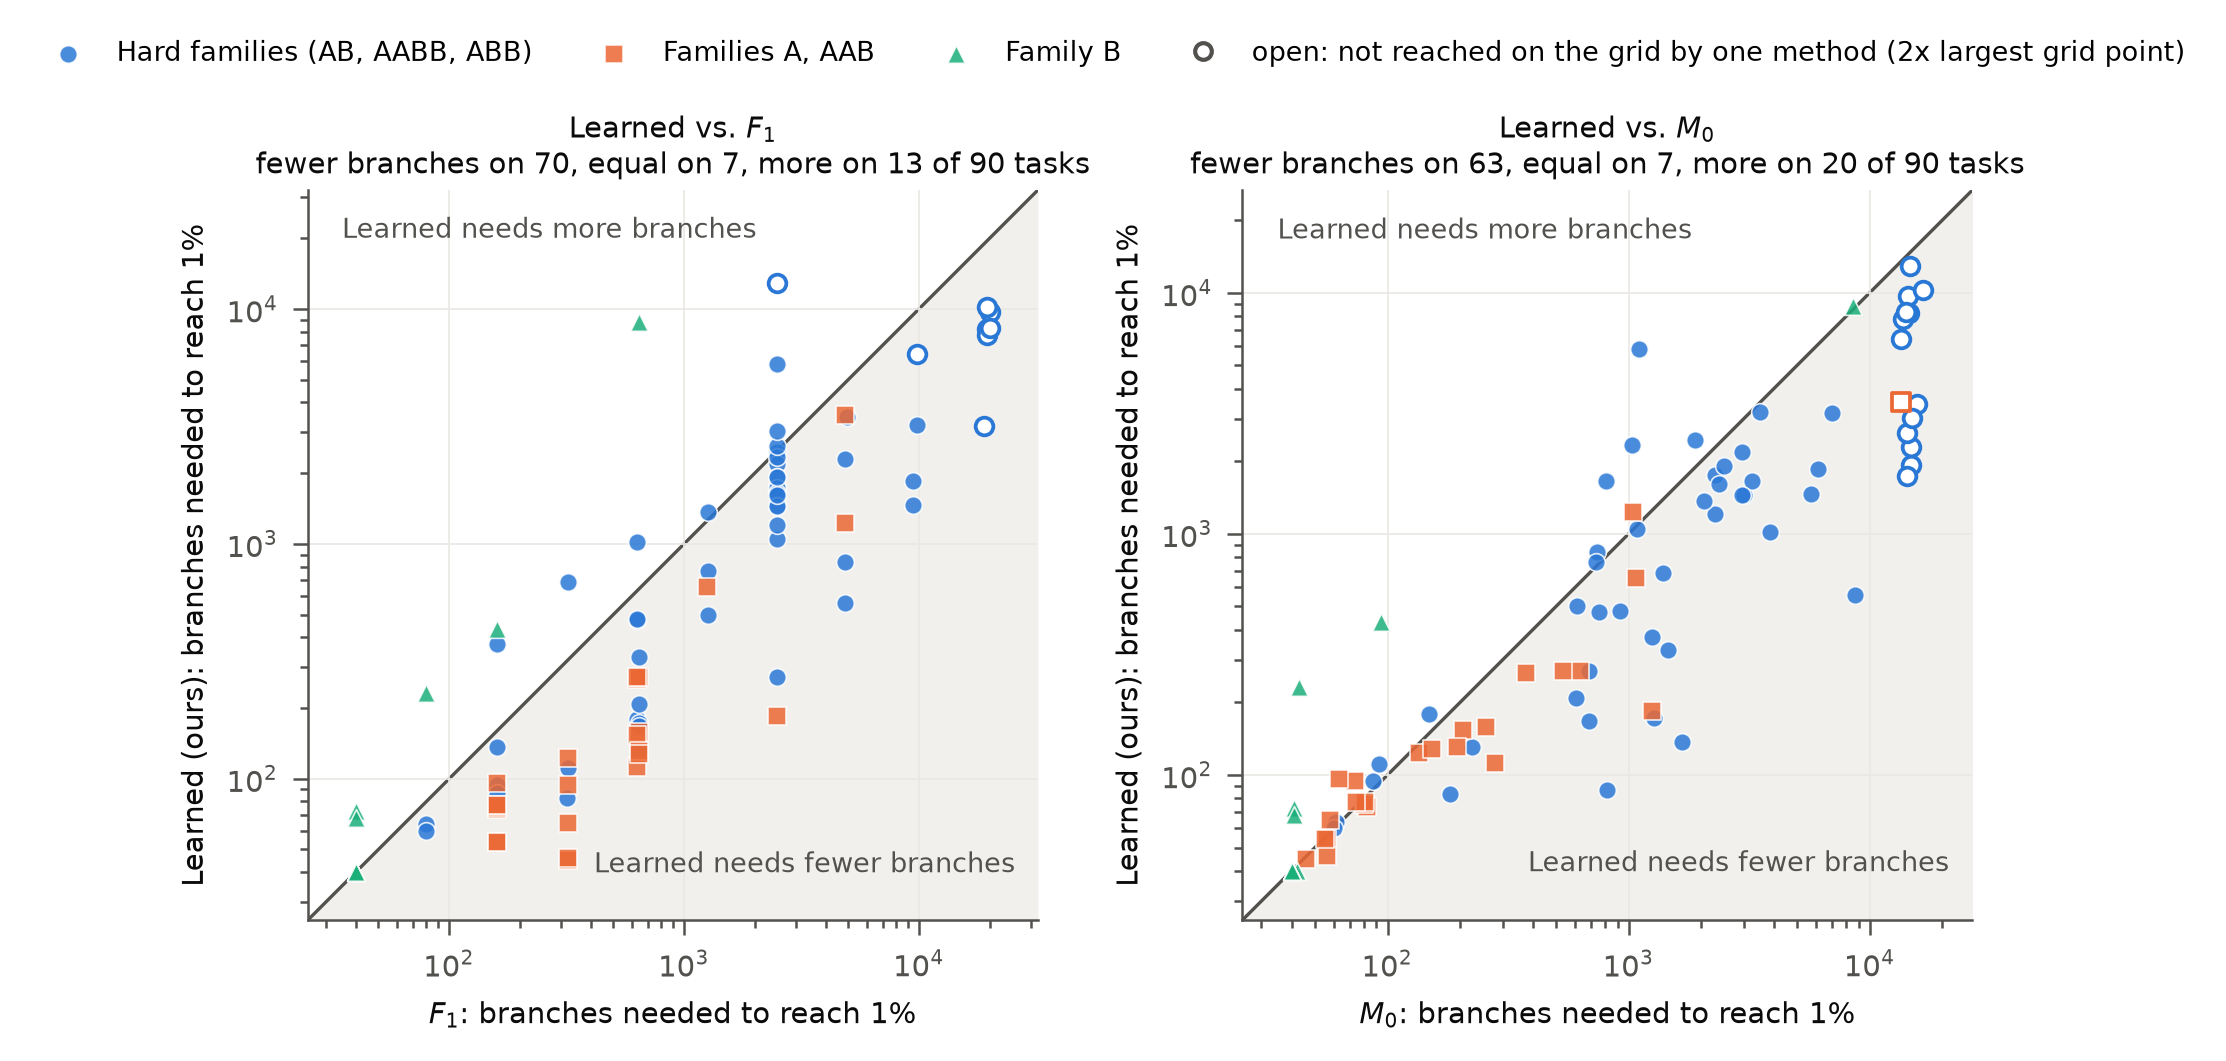 Hard families (AB, AABB, ABB) Families A, AAB Family B open: not reached on the grid by one method (2x largest grid point)
Learned vs. F₁
fewer branches on 70, equal on 7, more on 13 of 90 tasks
Learned needs more branches
Learned needs fewer branches
Learned (ours): branches needed to reach 1%
10⁴
10³
10²
10² 10³ 10⁴
F₁: branches needed to reach 1%
Learned vs. M₀
fewer branches on 63, equal on 7, more on 20 of 90 tasks
Learned needs more branches
Learned needs fewer branches
Learned (ours): branches needed to reach 1%
10⁴
10³
10²
10² 10³ 10⁴
M₀: branches needed to reach 1%